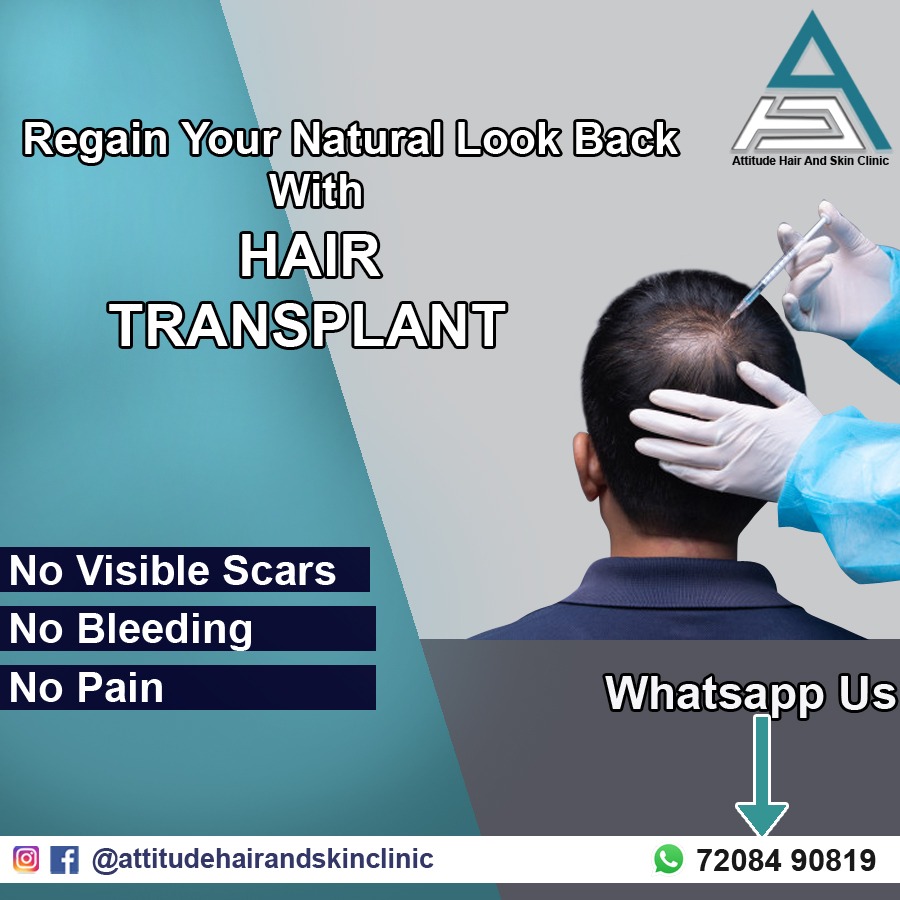 Attitude Hair And Skin Clinic
Regain Your Natural Look Back
With
HAIR
TRANSPLANT
No Visible Scars
No Bleeding
No Pain
Whatsapp Us
@attitudehairandskinclinic
72084 90819